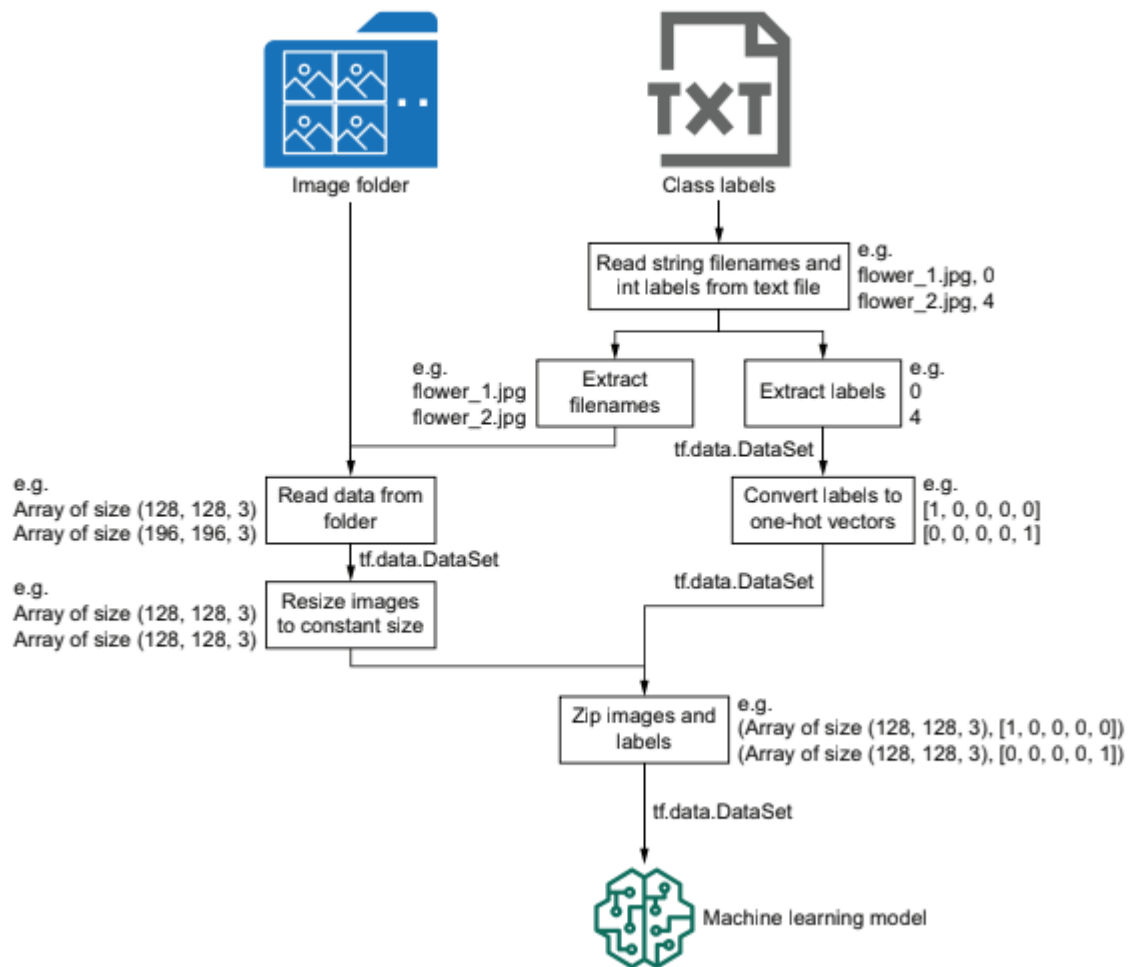 TXT
Image folder
Class labels
Read string filenames and
int labels from text file
e.g.
flower_1.jpg, 0
flower_2.jpg, 4
e.g.
flower_1.jpg
flower_2.jpg
Extract
filenames
Extract labels
e.g.
0
4
tf.data.DataSet
e.g.
Array of size (128, 128, 3)
Array of size (196, 196, 3)
Read data from
folder
Convert labels to
one-hot vectors
e.g.
[1, 0, 0, 0, 0]
[0, 0, 0, 0, 1]
tf.data.DataSet
tf.data.DataSet
e.g.
Array of size (128, 128, 3)
Array of size (128, 128, 3)
Resize images
to constant size
Zip images and
labels
e.g.
(Array of size (128, 128, 3), [1, 0, 0, 0, 0])
(Array of size (128, 128, 3), [0, 0, 0, 0, 1])
tf.data.DataSet
Machine learning model